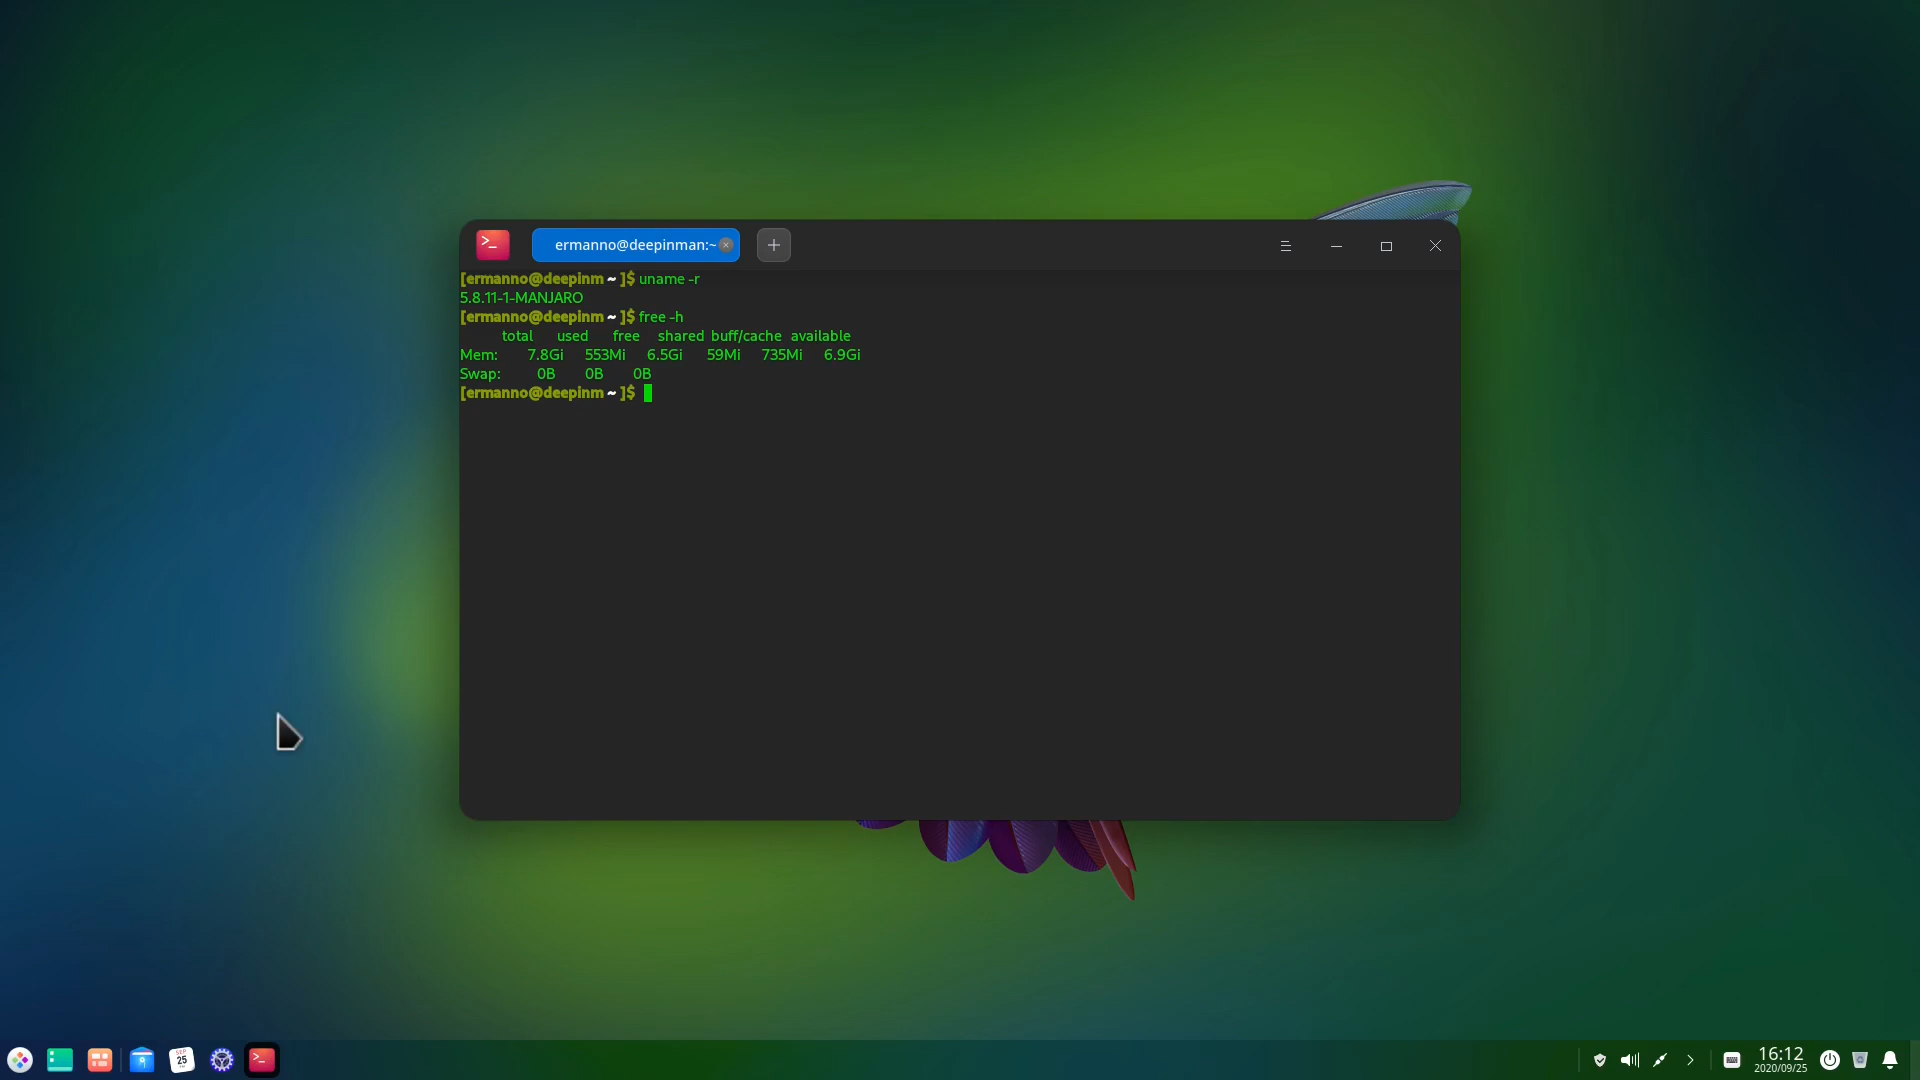 ermanno@deepinman:~
[ermanno@deepinm ~ ]$ uname -r
5.8.11-1-MANJARO
[ermanno@deepinm ~ ]$ free -h
total used free shared buff/cache available
Mem: 7.8Gi 553Mi 6.5Gi 59Mi 735Mi 6.9Gi
Swap: 0B 0B 0B
[ermanno@deepinm ~ ]$
SEP
25
16:12
2020/09/25